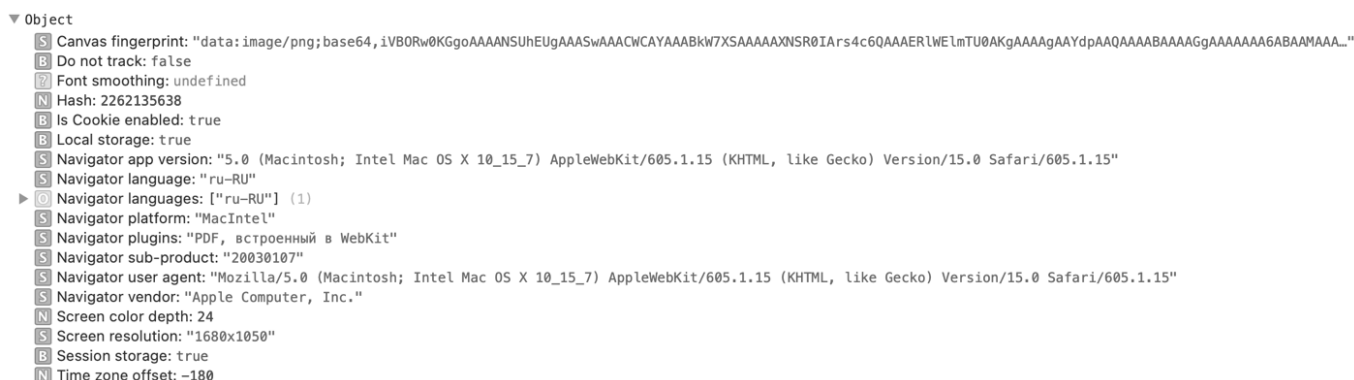 ▼ Object
S Canvas fingerprint: "data:image/png;base64,iVBORw0KGgoAAAANSUhEUgAAASwAAACWCAYAAABkW7XSAAAAAXNSR0IArs4c6QAAAERlWElmTU0AKgAAAAgAAYdpAAQAAAABAAAAGgAAAAAAA6ABAAMAAA…"
B Do not track: false
? Font smoothing: undefined
N Hash: 2262135638
B Is Cookie enabled: true
B Local storage: true
S Navigator app version: "5.0 (Macintosh; Intel Mac OS X 10_15_7) AppleWebKit/605.1.15 (KHTML, like Gecko) Version/15.0 Safari/605.1.15"
S Navigator language: "ru-RU"
▶ O Navigator languages: ["ru-RU"] (1)
S Navigator platform: "MacIntel"
S Navigator plugins: "PDF, встроенный в WebKit"
S Navigator sub-product: "20030107"
S Navigator user agent: "Mozilla/5.0 (Macintosh; Intel Mac OS X 10_15_7) AppleWebKit/605.1.15 (KHTML, like Gecko) Version/15.0 Safari/605.1.15"
S Navigator vendor: "Apple Computer, Inc."
N Screen color depth: 24
S Screen resolution: "1680x1050"
B Session storage: true
N Time zone offset: -180